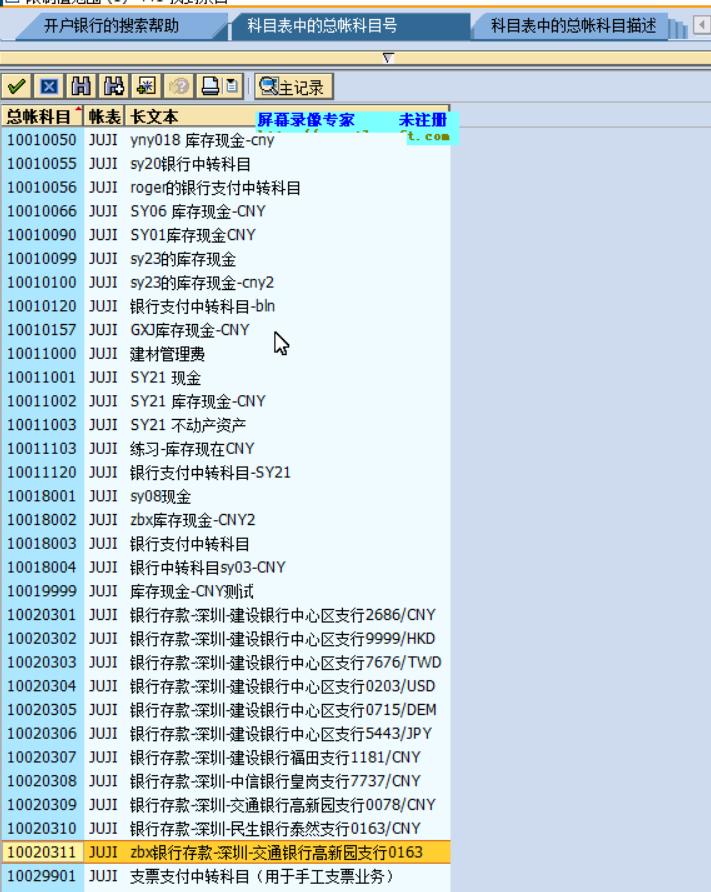 开户银行的搜索帮助 科目表中的总帐科目号 科目表中的总帐科目描述
主记录
总帐科目 帐表 长文本
屏幕录像专家 未注册
t.com
10010050 JUJI yny018 库存现金-cny
10010055 JUJI sy20银行中转科目
10010056 JUJI roger的银行支付中转科目
10010066 JUJI SY06 库存现金-CNY
10010090 JUJI SY01库存现金CNY
10010099 JUJI sy23的库存现金
10010100 JUJI sy23的库存现金-cny2
10010120 JUJI 银行支付中转科目-bln
10010157 JUJI GXJ库存现金-CNY
10011000 JUJI 建材管理费
10011001 JUJI SY21 现金
10011002 JUJI SY21 库存现金-CNY
10011003 JUJI SY21 不动产资产
10011103 JUJI 练习-库存现在CNY
10011120 JUJI 银行支付中转科目-SY21
10018001 JUJI sy08现金
10018002 JUJI zbx库存现金-CNY2
10018003 JUJI 银行支付中转科目
10018004 JUJI 银行中转科目sy03-CNY
10019999 JUJI 库存现金-CNY测试
10020301 JUJI 银行存款-深圳-建设银行中心区支行2686/CNY
10020302 JUJI 银行存款-深圳-建设银行中心区支行9999/HKD
10020303 JUJI 银行存款-深圳-建设银行中心区支行7676/TWD
10020304 JUJI 银行存款-深圳-建设银行中心区支行0203/USD
10020305 JUJI 银行存款-深圳-建设银行中心区支行0715/DEM
10020306 JUJI 银行存款-深圳-建设银行中心区支行5443/JPY
10020307 JUJI 银行存款-深圳-建设银行福田支行1181/CNY
10020308 JUJI 银行存款-深圳-中信银行皇岗支行7737/CNY
10020309 JUJI 银行存款-深圳-交通银行高新园支行0078/CNY
10020310 JUJI 银行存款-深圳-民生银行泰然支行0163/CNY
10020311 JUJI zbx银行存款-深圳-交通银行高新园支行0163
10029901 JUJI 支票支付中转科目（用于手工支票业务）